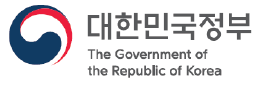 대한민국정부
The Government of
the Republic of Korea